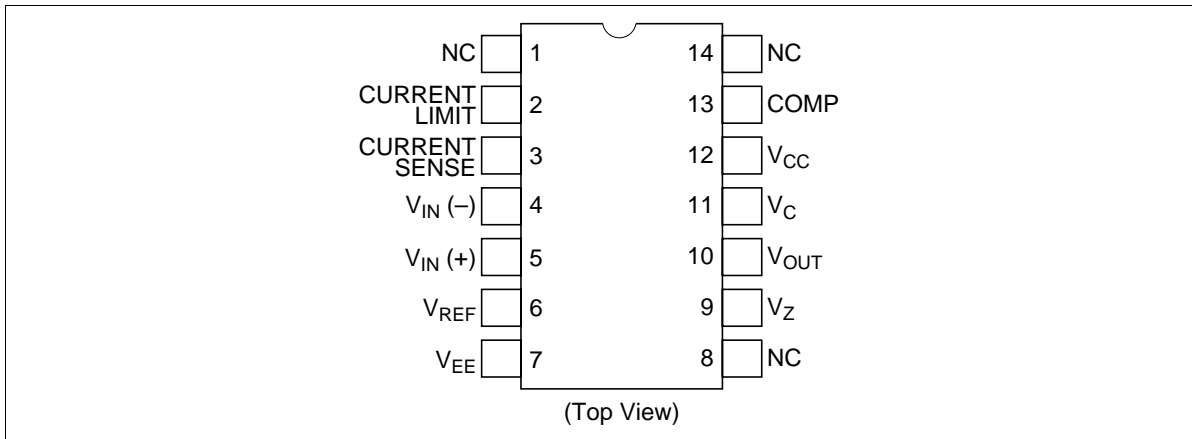 NC 1 14 NC
CURRENT LIMIT 2 13 COMP
CURRENT SENSE 3 12 VCC
VIN (–) 4 11 VC
VIN (+) 5 10 VOUT
VREF 6 9 VZ
VEE 7 8 NC
(Top View)